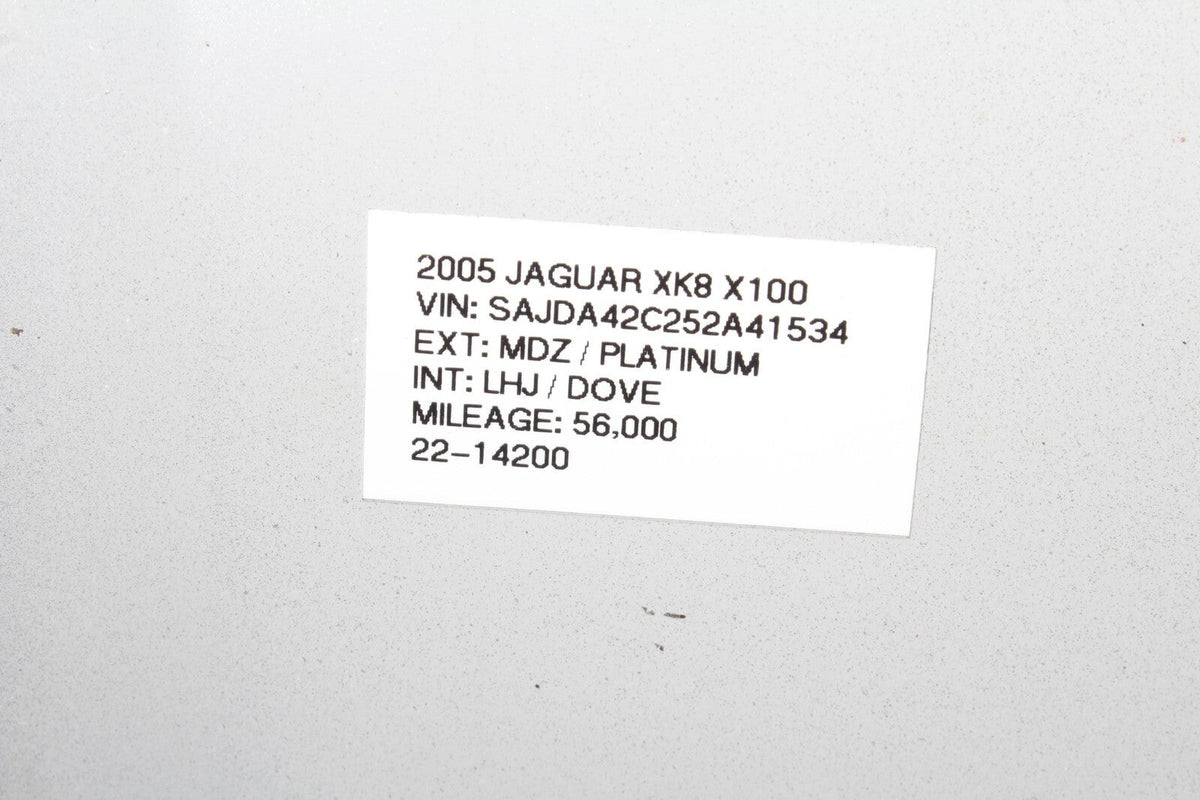 2005 JAGUAR XK8 X100
VIN: SAJDA42C252A41534
EXT: MDZ / PLATINUM
INT: LHJ / DOVE
MILEAGE: 56,000
22-14200